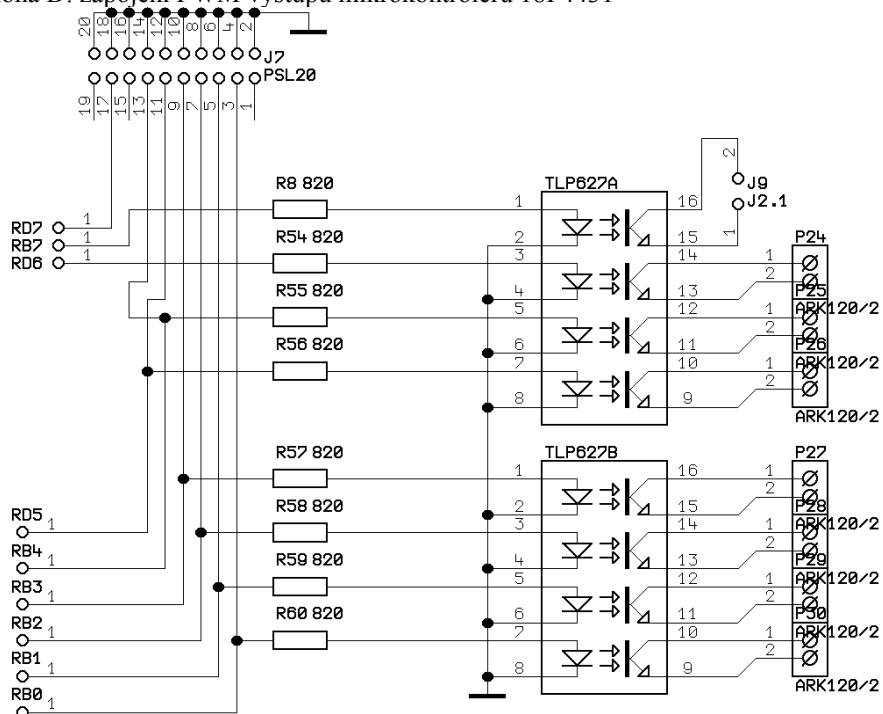 20 18 16 14 12 10 8 6 4 2
J7
PSL20
19 17 15 13 11 9 7 5 3 1
R8 820
TLP627A
2
J9
J2.1
1
1
16
RD7 1
RB7 1
RD6 1
2
15
R54 820
3
14
1
P24
2
R55 820
4
13
P25
5
12
1
ARK120/2
2
R56 820
6
11
P26
7
10
1
ARK120/2
2
8
9
ARK120/2
R57 820
TLP627B
P27
1
16
1
2
RD5 1
R58 820
2
15
P28
3
14
1
ARK120/2
2
RB4 1
R59 820
4
13
P29
RB3 1
5
12
1
ARK120/2
2
RB2 1
R60 820
6
11
P30
7
10
1
ARK120/2
2
RB1 1
8
9
ARK120/2
RB0 1